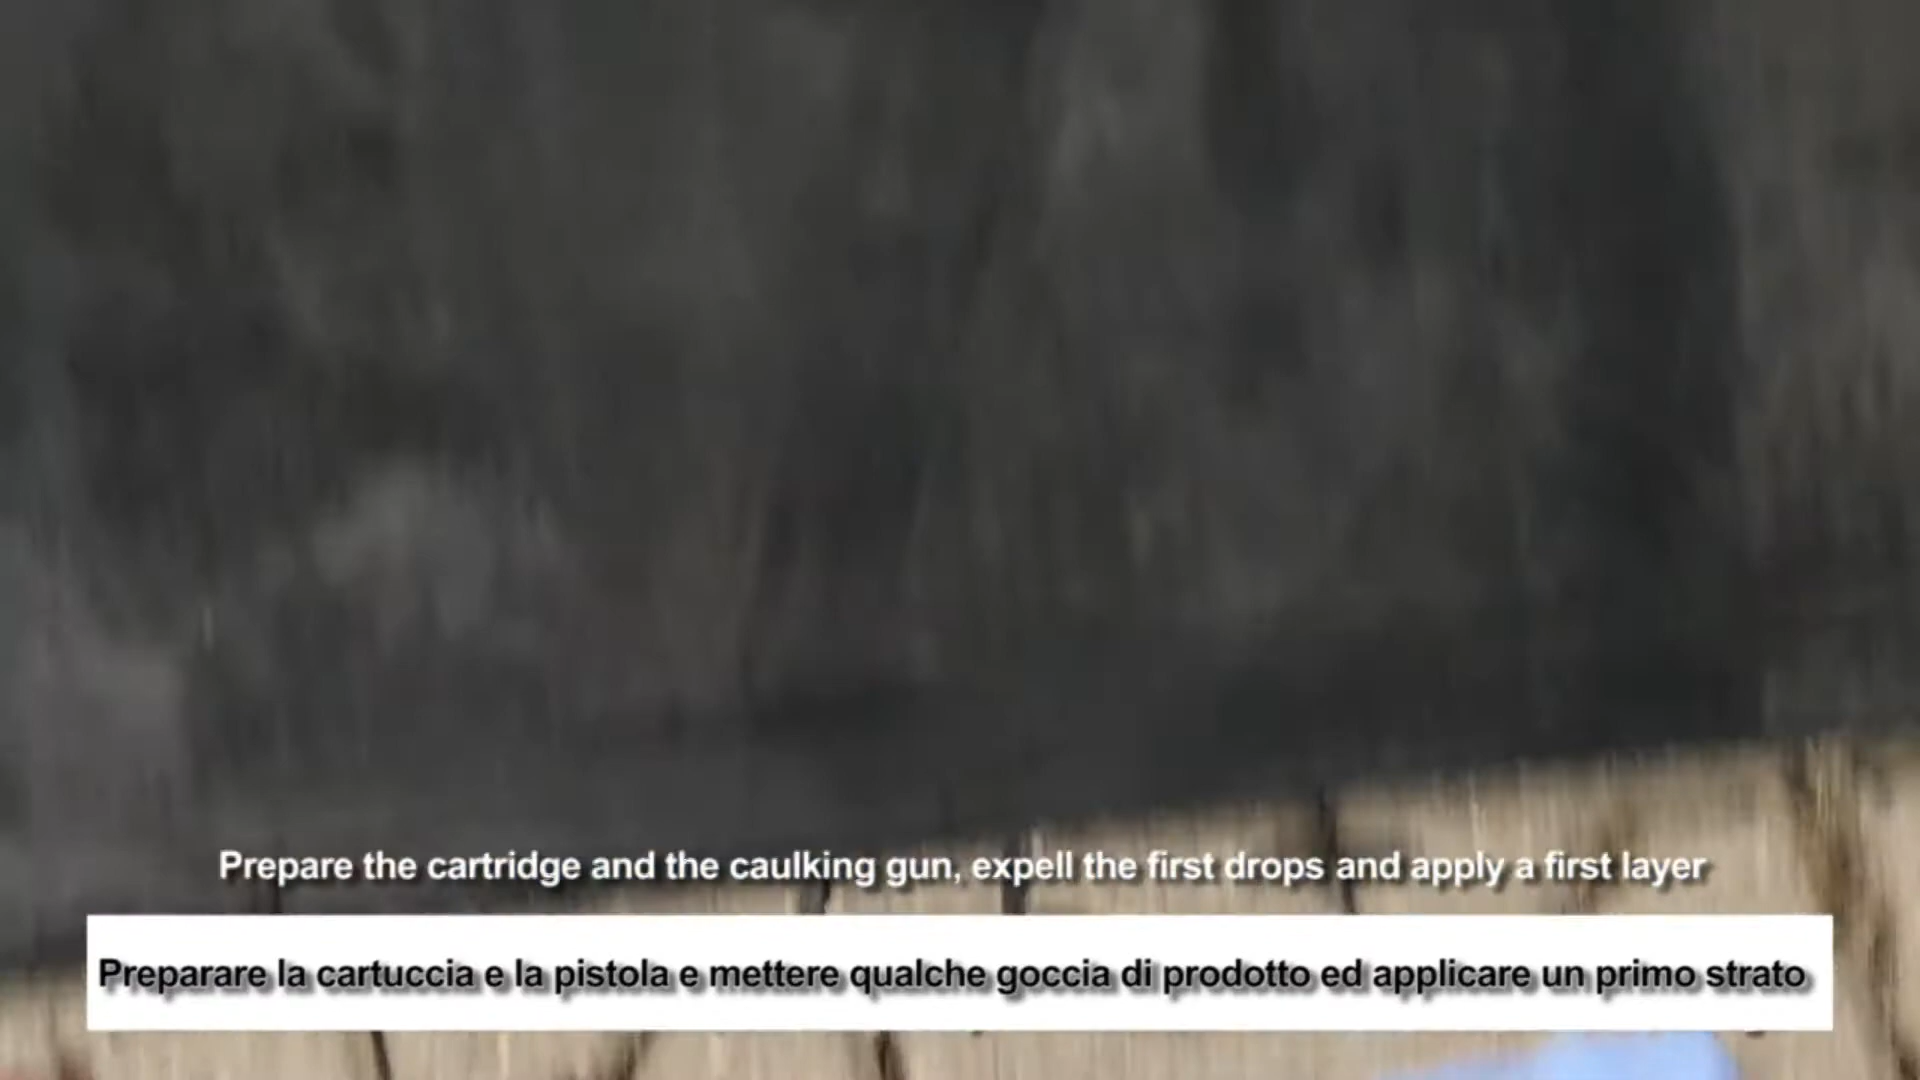 Prepare the cartridge and the caulking gun, expell the first drops and apply a first layer
Preparare la cartuccia e la pistola e mettere qualche goccia di prodotto ed applicare un primo strato